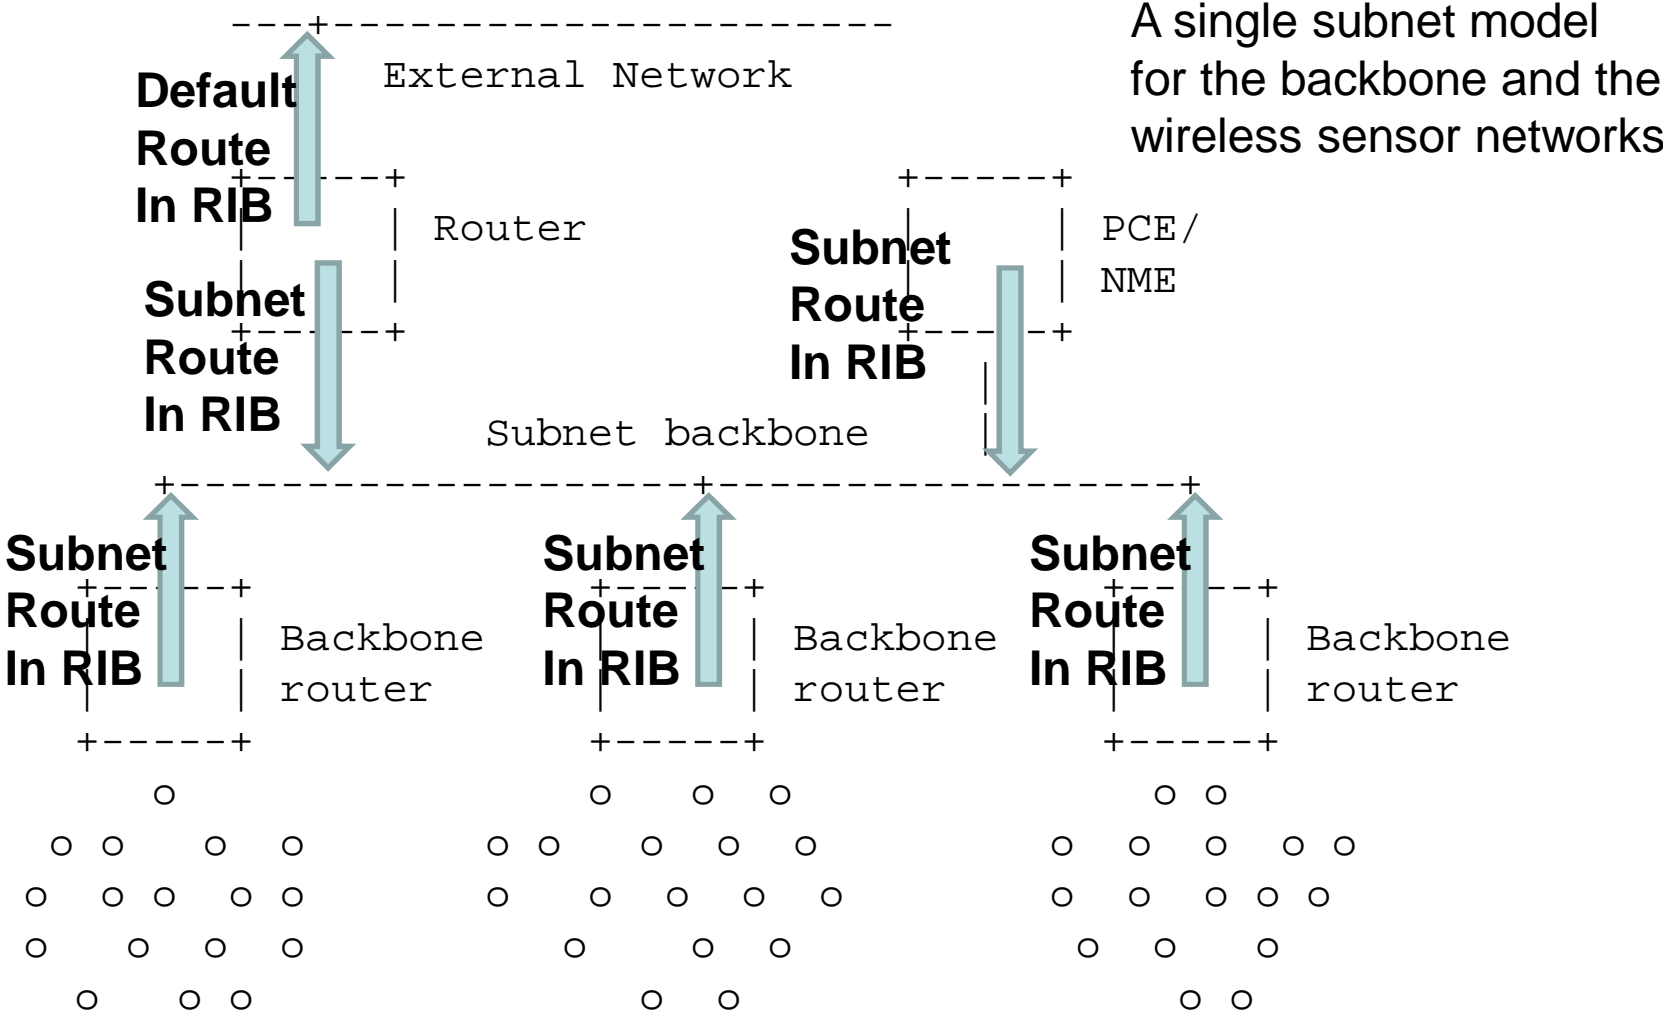 A single subnet model
for the backbone and the
wireless sensor networks
---+----------------------
External Network
Default
Route
In RIB
+-----+
Router
Subnet
Route
In RIB
+-----+
+-----+
PCE/
NME
Subnet
Route
In RIB
+-----+
Subnet backbone
+--------------------+------------------+
Subnet
Route
In RIB
Backbone
router
+-----+
Subnet
Route
In RIB
Backbone
router
+-----+
Subnet
Route
In RIB
Backbone
router
+-----+
o o o o o o
o o o o o o o o o o o o o o
o o o o o o o o o o o o o o o
o o o o o o o o o o
o o o o o o o